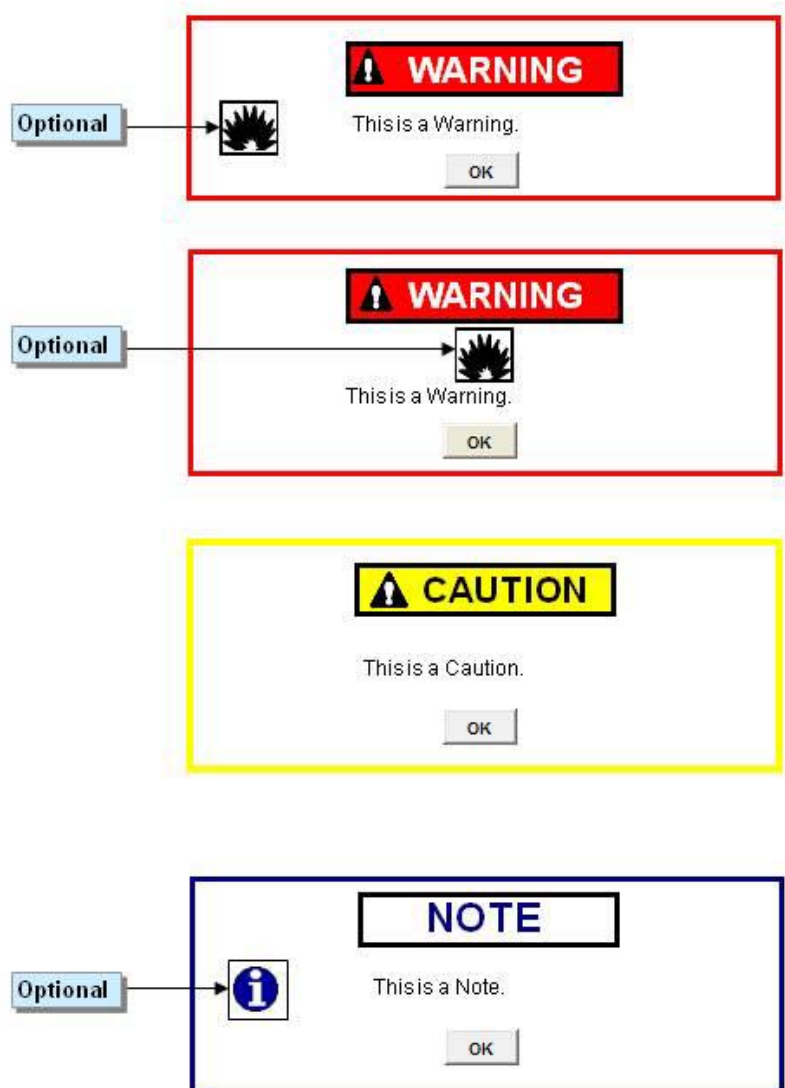 WARNING
Optional
This is a Warning.
OK
WARNING
Optional
This is a Warning.
OK
CAUTION
This is a Caution.
OK
NOTE
Optional
This is a Note.
OK